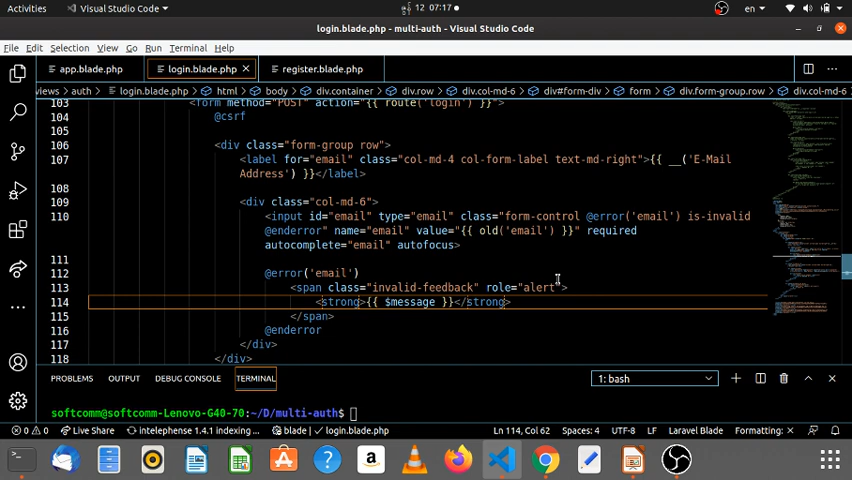 Activities
Visual Studio Code
12 07:17
en
login.blade.php - multi-auth - Visual Studio Code
File Edit Selection View Go Run Terminal Help
app.blade.php login.blade.php register.blade.php
views > auth > login.blade.php > html > body > div.container > div.row > div.col-md-6 > div#form-div > form > div.form-group.row > div.col-md-6
103 <form method="POST" action="{{ route('login') }}">
104 @csrf
105
106 <div class="form-group row">
107 <label for="email" class="col-md-4 col-form-label text-md-right">{{ __('E-Mail
Address') }}</label>
108
109 <div class="col-md-6">
110 <input id="email" type="email" class="form-control @error('email') is-invalid
@enderror" name="email" value="{{ old('email') }}" required
autocomplete="email" autofocus>
111
112 @error('email')
113 <span class="invalid-feedback" role="alert">
114 <strong>{{ $message }}</strong>
115 </span>
116 @enderror
117 </div>
118 </div>
PROBLEMS OUTPUT DEBUG CONSOLE TERMINAL 1: bash
softcomm@softcomm-Lenovo-G40-70:~/D/multi-auth$
0 0 Live Share intelephense 1.4.1 indexing ... blade | login.blade.php Ln 114, Col 60 Spaces: 4 UTF-8 LF Laravel Blade Formatting: ×